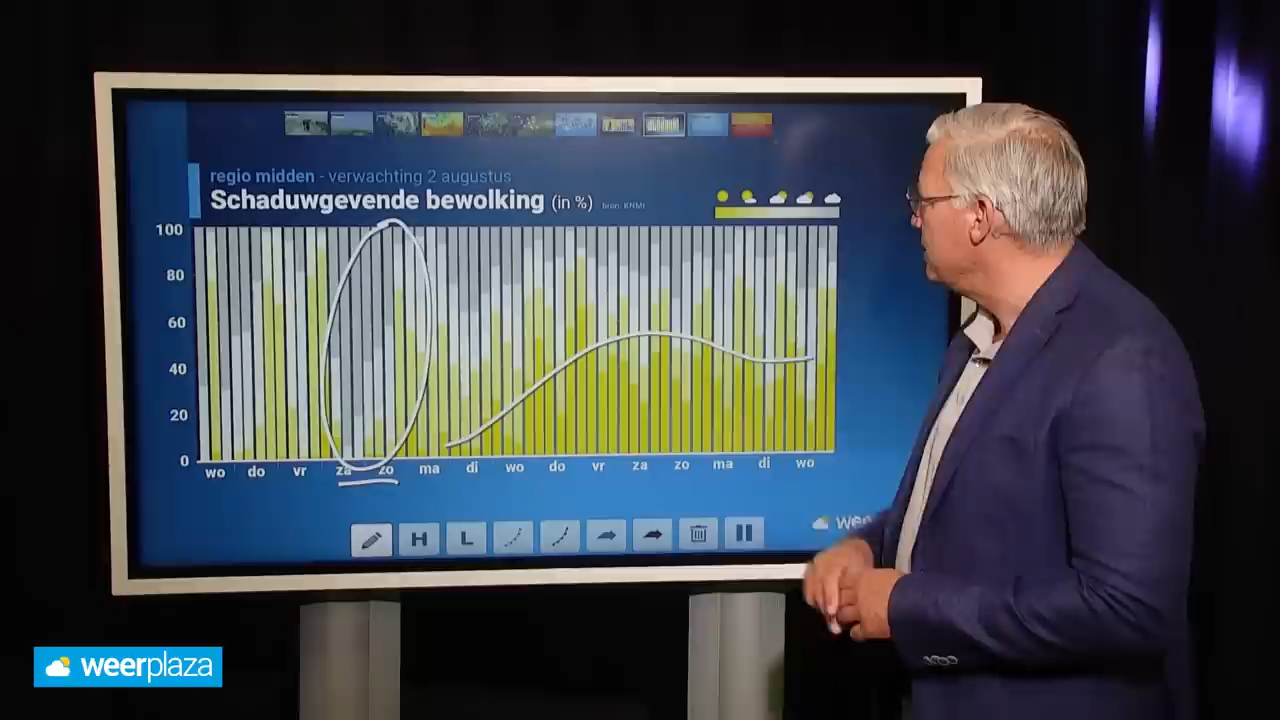 regio midden - verwachting 2 augustus
Schaduwgevende bewolking (in %) bron: KNMI
100
80
60
40
20
0
wo do vr za zo ma di wo do vr za zo ma di wo
H L
wee
weerplaza